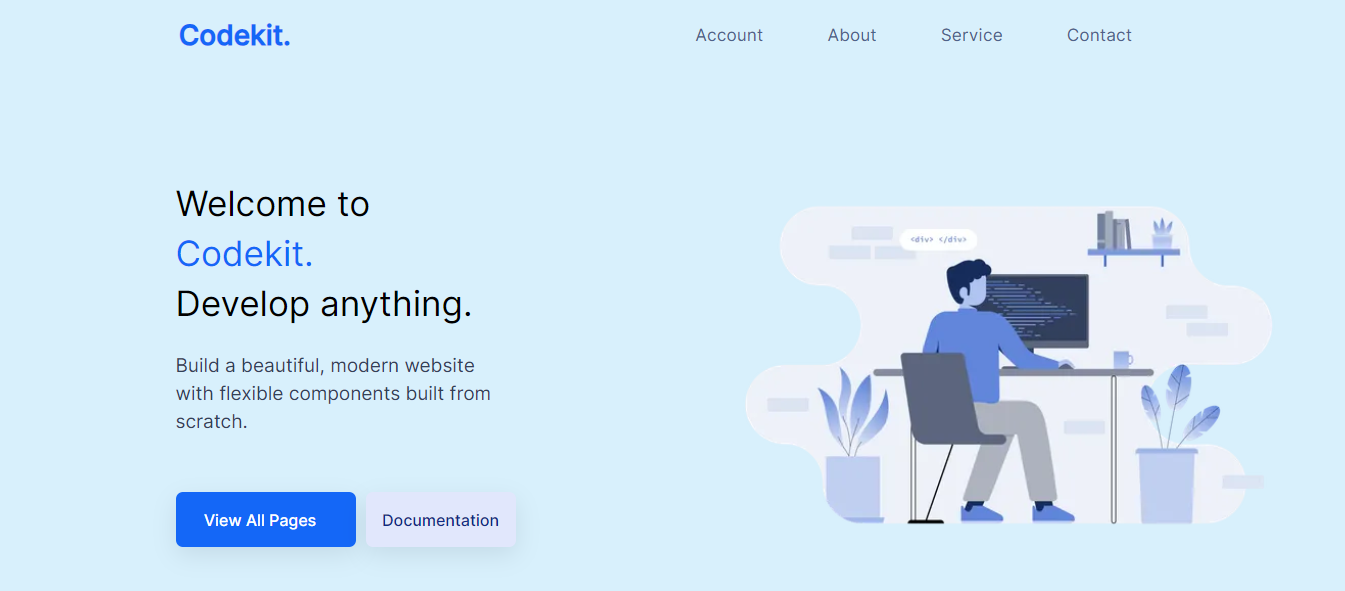 Codekit.
Account About Service Contact
Welcome to
Codekit.
Develop anything.
Build a beautiful, modern website
with flexible components built from
scratch.
View All Pages Documentation
<div> </div>